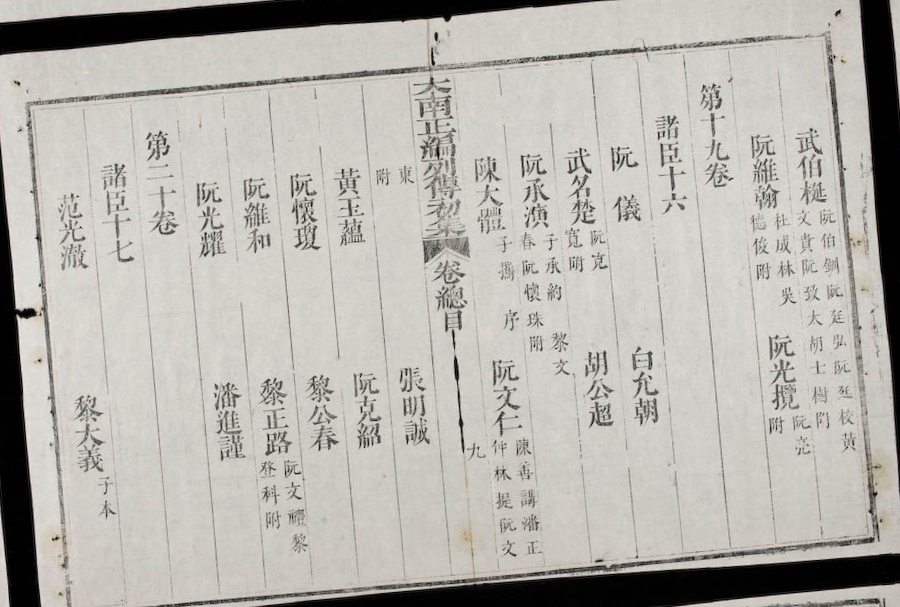 武伯梃 阮伯釧阮廷弘阮廷校黃文貴阮致太胡士樹附
阮維翰 杜成林吳德俊附 阮光攬 阮亮附
第十九卷
諸臣十六
阮儀 白允朝
武名楚 阮克寬附 胡公超
阮承演 子承約黎文春阮懷珠附
陳大體 子攜序 阮文仁 陳善講潘正仲林提阮文
大南正編列傳初集 卷總目 九
東附 張明誠
黃玉蘊 阮克紹
阮懷瓊 黎公春
阮維和 黎正路 阮文禮黎登科附
阮光耀 潘進謹
第二十卷
諸臣十七
范光澈 黎大義 子本